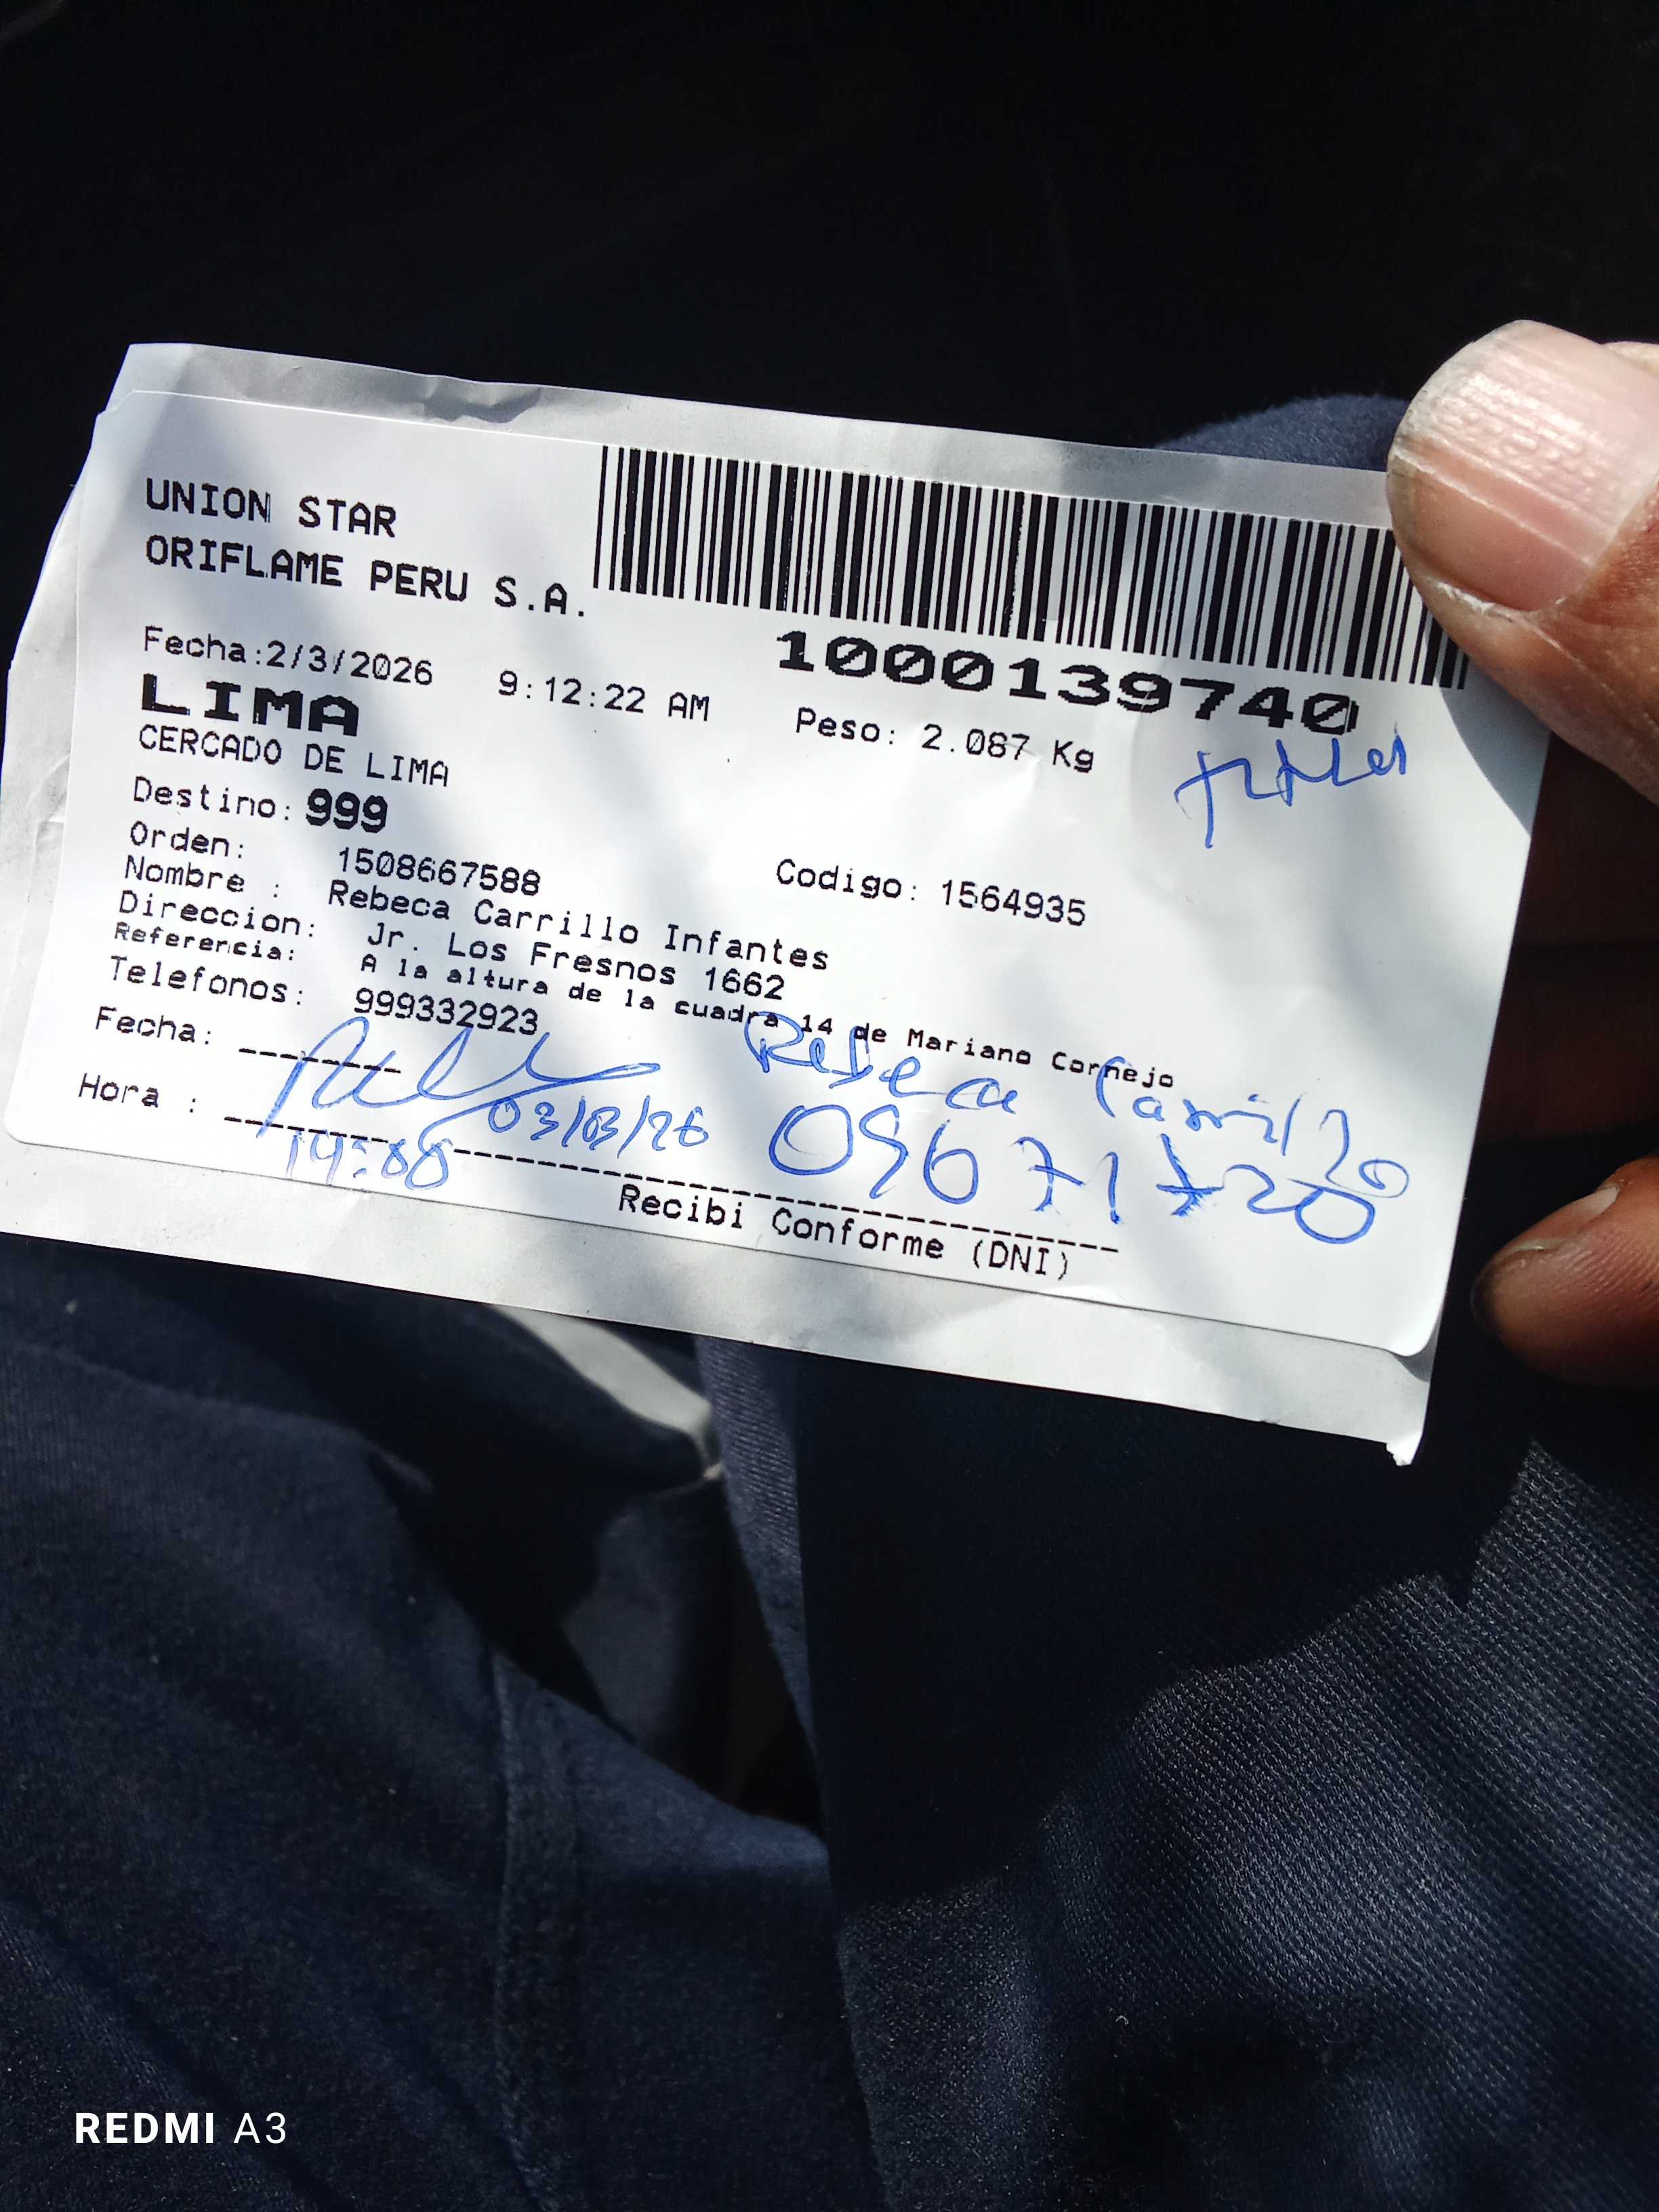 UNION STAR
ORIFLAME PERU S.A.
1000139740
Fecha:2/3/2026 9:12:22 AM Peso: 2.087 Kg
LIMA
CERCADO DE LIMA
Destino: 999
Orden: 1508667588 Codigo: 1564935
Nombre : Rebeca Carrillo Infantes
Direccion: Jr. Los Fresnos 1662
Referencia: A la altura de la cuadra 14 de Mariano Cornejo
Telefonos: 999332923
Rebeca Carrillo
Fecha: 03/03/26
Hora :
Recibi Conforme (DNI)
REDMI A3